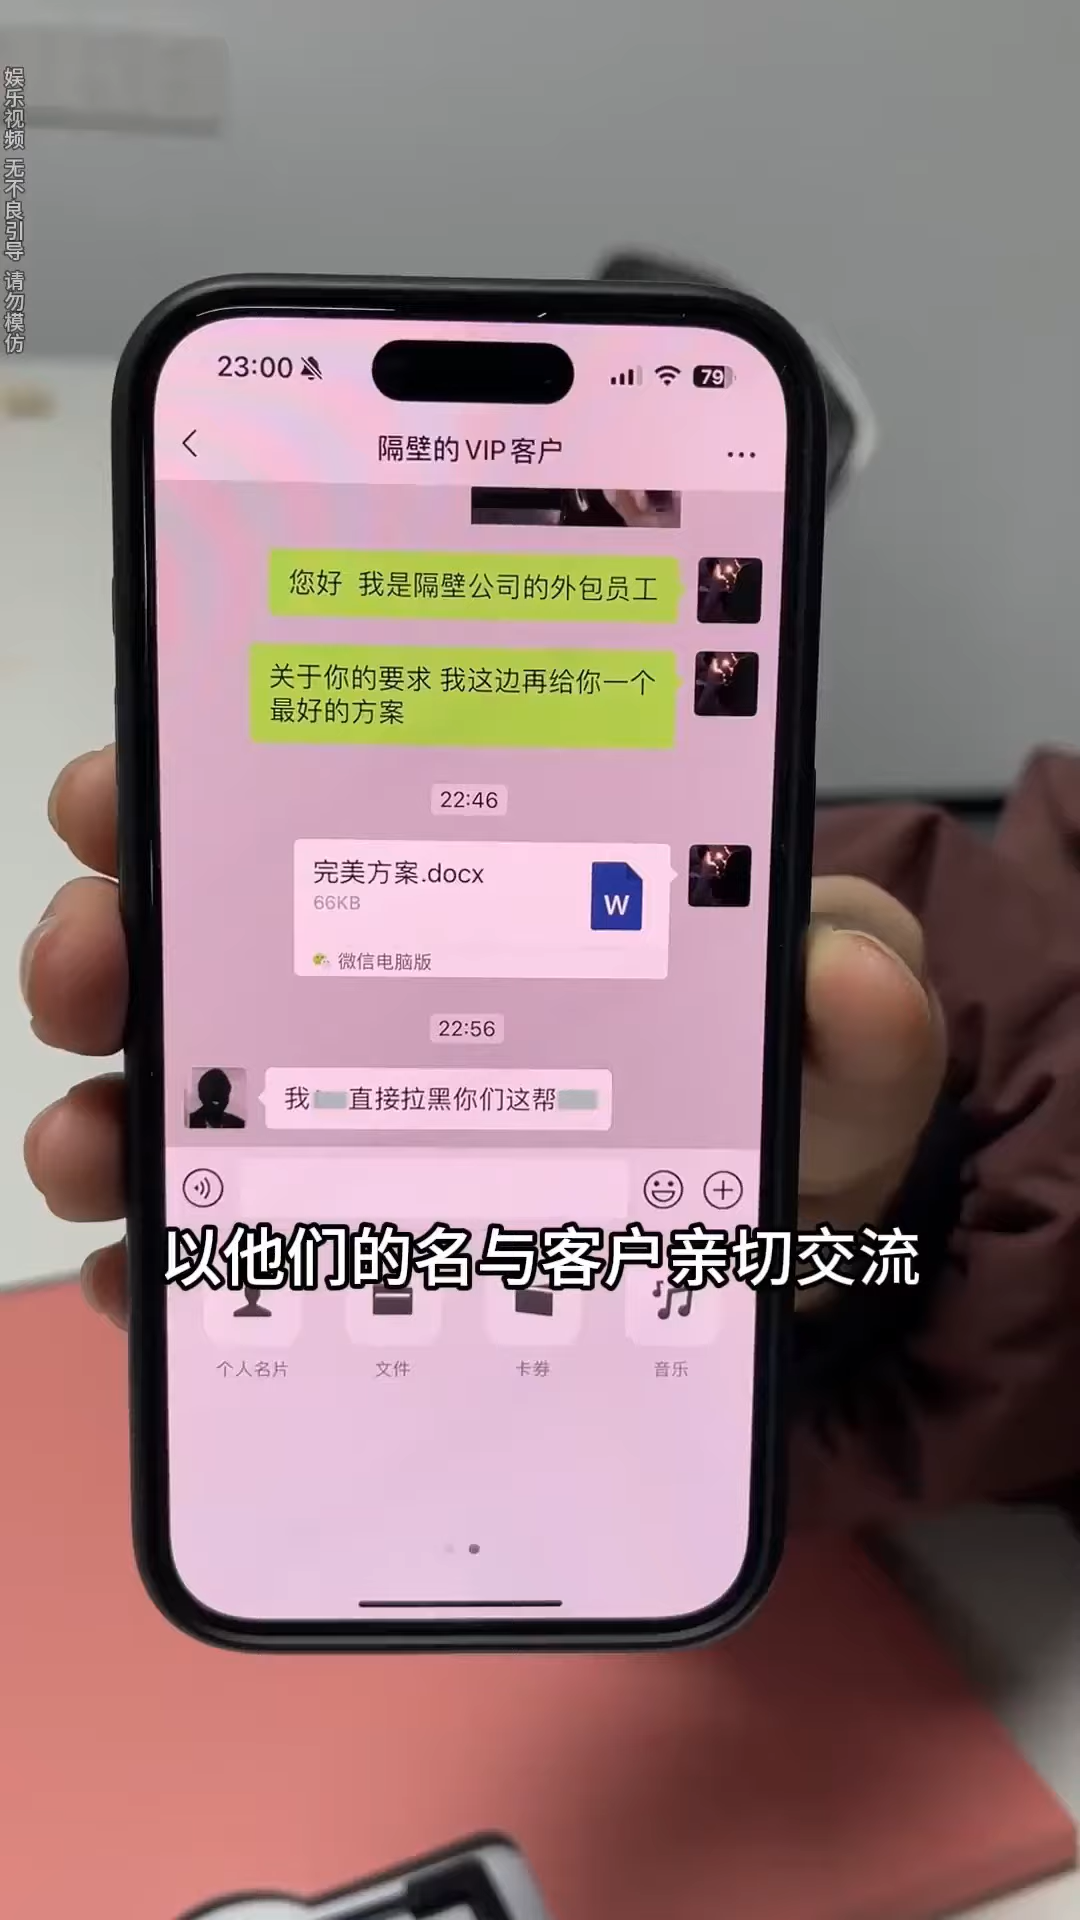 娱乐视频 无不良引导 请勿模仿
23:00
79
隔壁的VIP客户
您好 我是隔壁公司的外包员工
关于你的要求 我这边再给你一个
最好的方案
22:46
完美方案.docx
66KB
W
微信电脑版
22:56
我 直接拉黑你们这帮
以他们的名与客户亲切交流
个人名片
文件
卡券
音乐